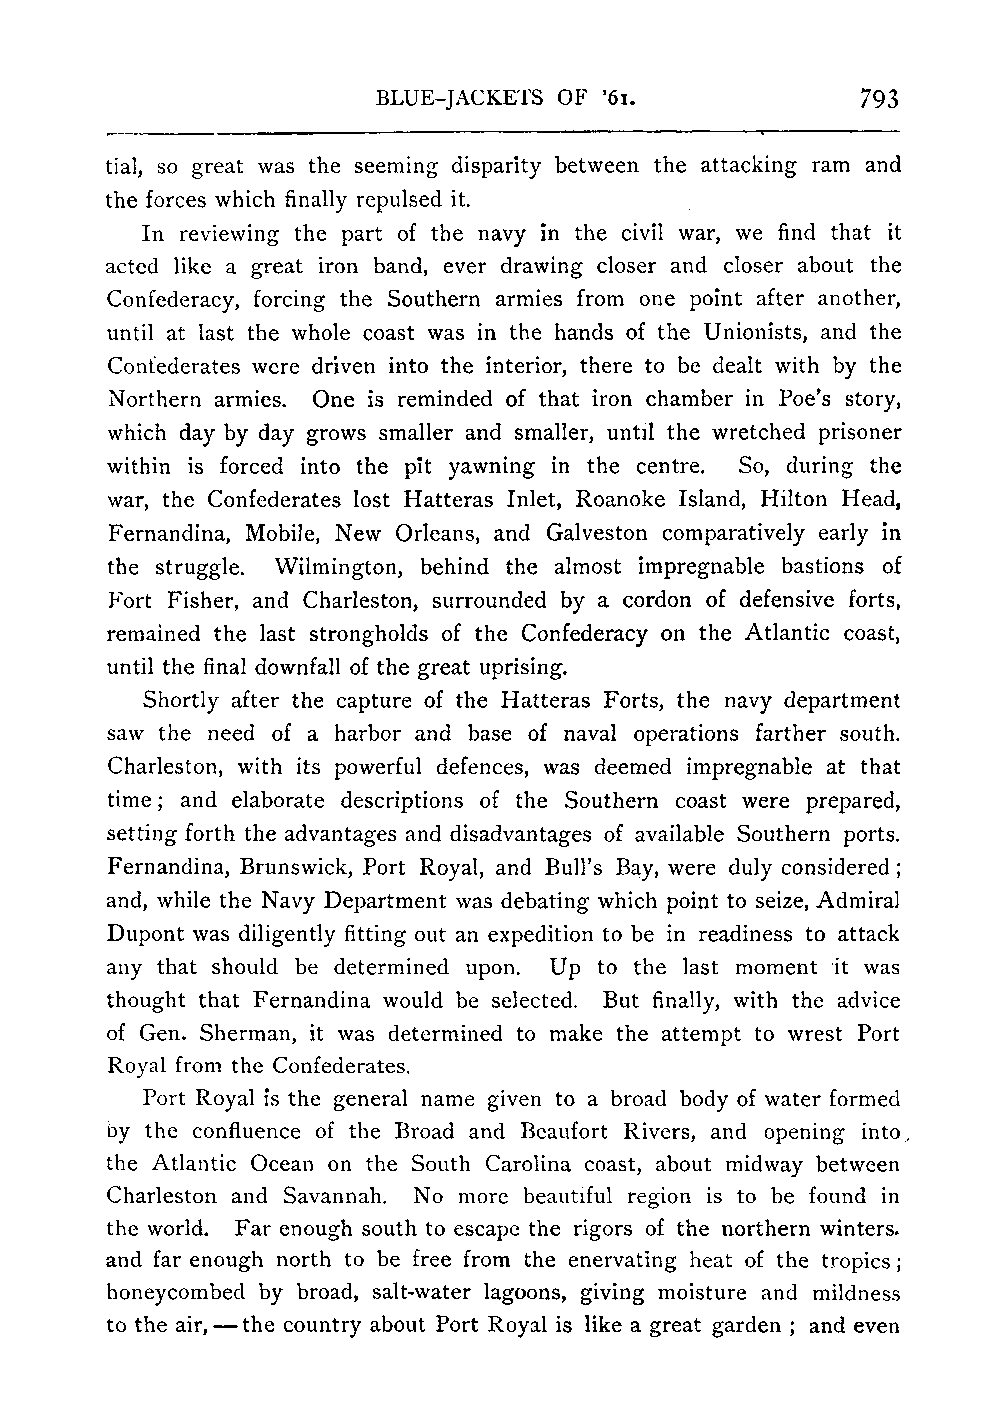 BLUE-JACKETS OF '61. 793
tial, so great was the seeming disparity between the attacking ram and
the forces which finally repulsed it.
In reviewing the part of the navy in the civil war, we find that it
acted like a great iron band, ever drawing closer and closer about the
Confederacy, forcing the Southern armies from one point after another,
until at last the whole coast was in the hands of the Unionists, and the
Confederates were driven into the interior, there to be dealt with by the
Northern armies. One is reminded of that iron chamber in Poe's story,
which day by day grows smaller and smaller, until the wretched prisoner
within is forced into the pit yawning in the centre. So, during the
war, the Confederates lost Hatteras Inlet, Roanoke Island, Hilton Head,
Fernandina, Mobile, New Orleans, and Galveston comparatively early in
the struggle. Wilmington, behind the almost impregnable bastions of
Fort Fisher, and Charleston, surrounded by a cordon of defensive forts,
remained the last strongholds of the Confederacy on the Atlantic coast,
until the final downfall of the great uprising.
Shortly after the capture of the Hatteras Forts, the navy department
saw the need of a harbor and base of naval operations farther south.
Charleston, with its powerful defences, was deemed impregnable at that
time; and elaborate descriptions of the Southern coast were prepared,
setting forth the advantages and disadvantages of available Southern ports.
Fernandina, Brunswick, Port Royal, and Bull's Bay, were duly considered;
and, while the Navy Department was debating which point to seize, Admiral
Dupont was diligently fitting out an expedition to be in readiness to attack
any that should be determined upon. Up to the last moment it was
thought that Fernandina would be selected. But finally, with the advice
of Gen. Sherman, it was determined to make the attempt to wrest Port
Royal from the Confederates.
Port Royal is the general name given to a broad body of water formed
by the confluence of the Broad and Beaufort Rivers, and opening into
the Atlantic Ocean on the South Carolina coast, about midway between
Charleston and Savannah. No more beautiful region is to be found in
the world. Far enough south to escape the rigors of the northern winters.
and far enough north to be free from the enervating heat of the tropics;
honeycombed by broad, salt-water lagoons, giving moisture and mildness
to the air,—the country about Port Royal is like a great garden; and even